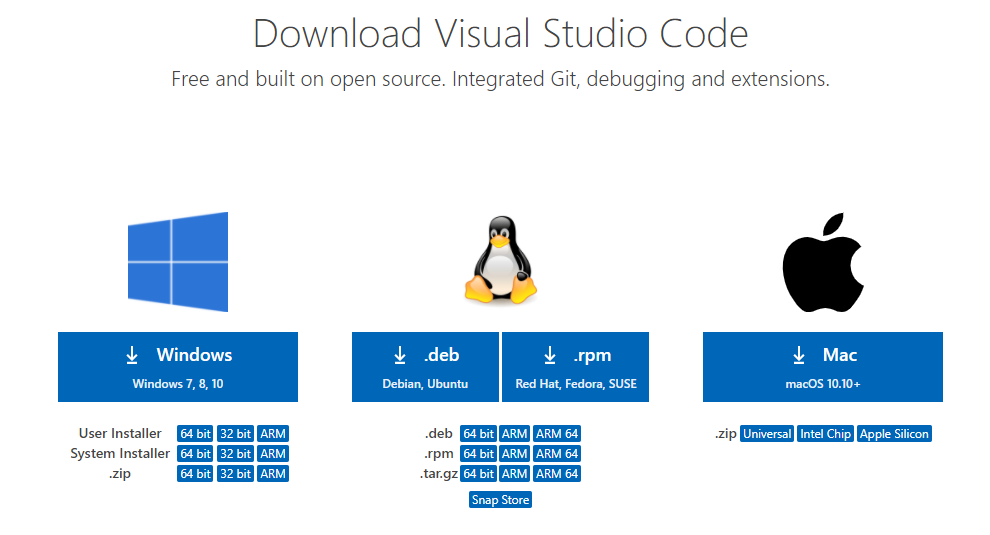 Download Visual Studio Code
Free and built on open source. Integrated Git, debugging and extensions.
Windows
Windows 7, 8, 10
User Installer 64 bit 32 bit ARM
System Installer 64 bit 32 bit ARM
.zip 64 bit 32 bit ARM
.deb
Debian, Ubuntu
.rpm
Red Hat, Fedora, SUSE
.deb 64 bit ARM ARM 64
.rpm 64 bit ARM ARM 64
.tar.gz 64 bit ARM ARM 64
Snap Store
Mac
macOS 10.10+
.zip Universal Intel Chip Apple Silicon